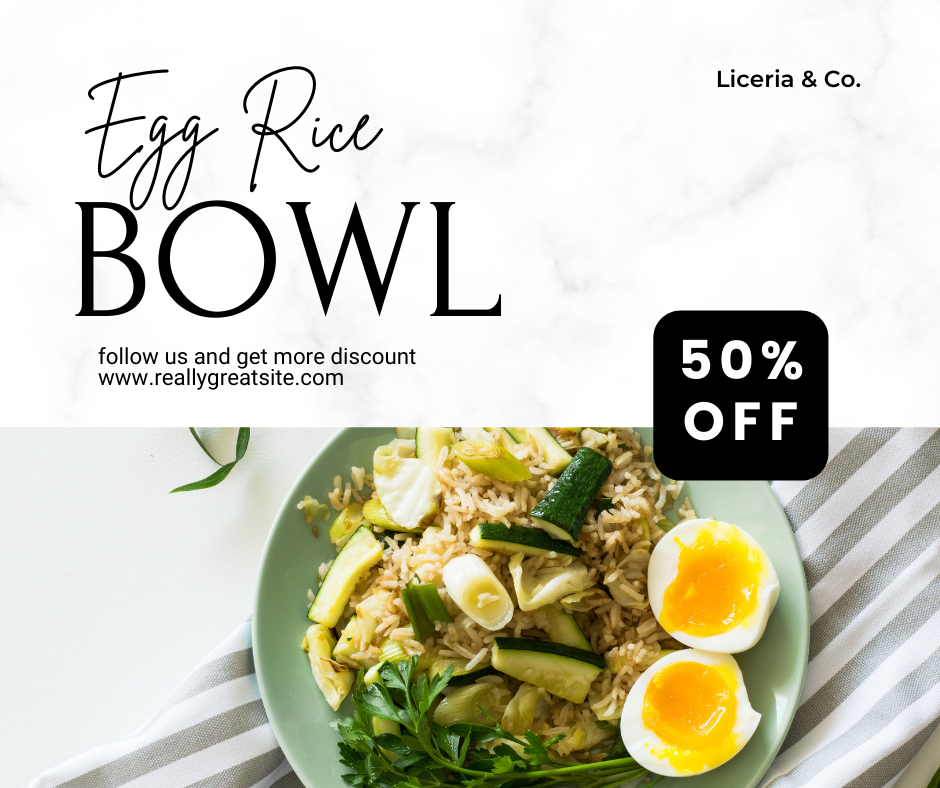 Liceria & Co.
Egg Rice
BOWL
follow us and get more discount
www.reallygreatsite.com
50%
OFF